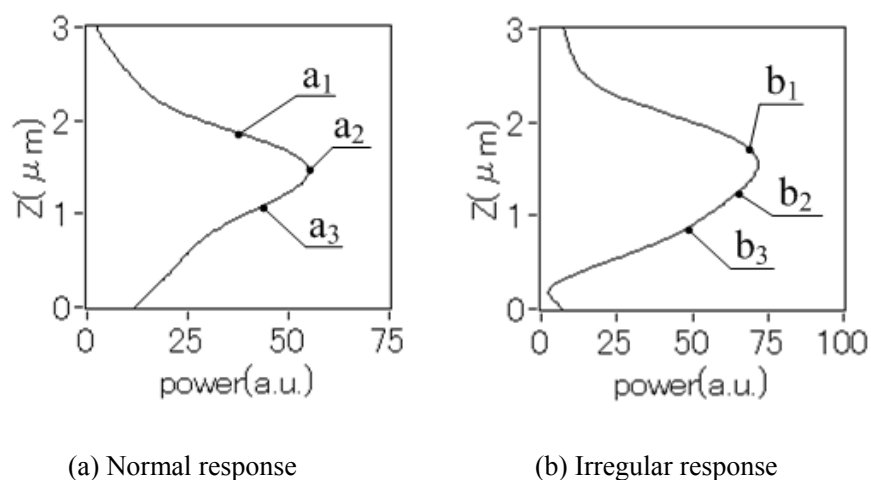 3
2
1
0
Z(μm)
a₁
a₂
a₃
0 25 50 75
power(a.u.)
(a) Normal response
3
2
1
0
Z(μm)
b₁
b₂
b₃
0 25 50 75 100
power(a.u.)
(b) Irregular response